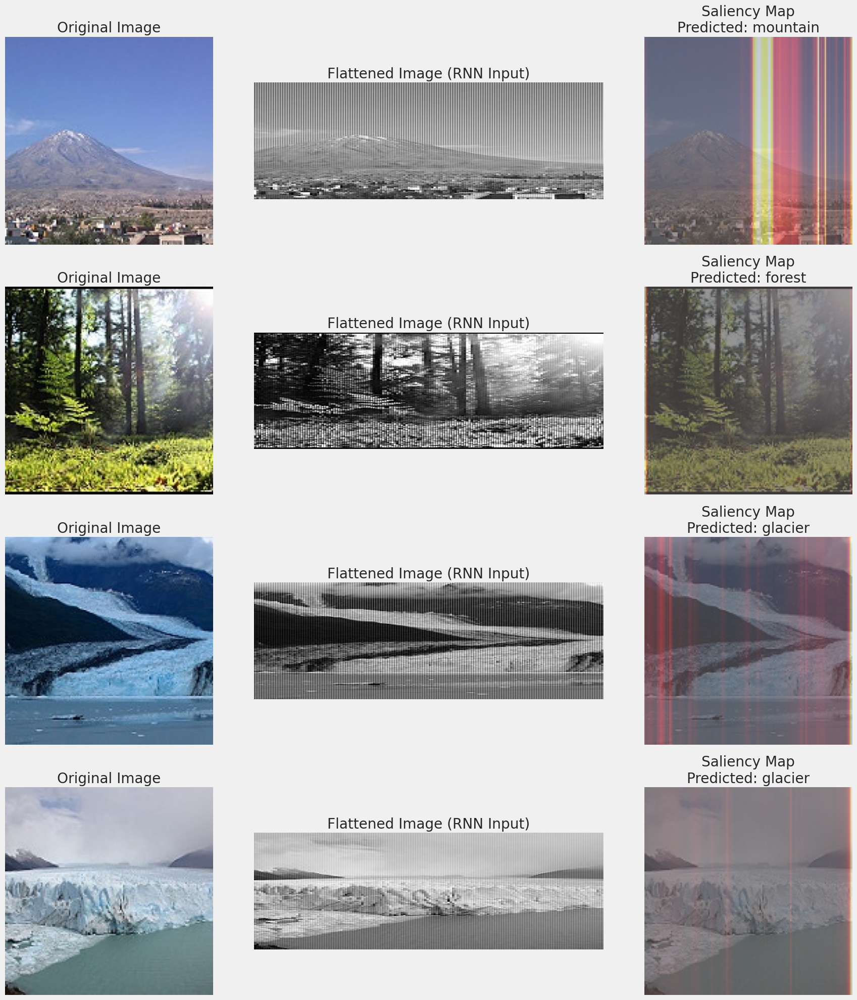 Original Image
Flattened Image (RNN Input)
Saliency Map
Predicted: mountain
Original Image
Flattened Image (RNN Input)
Saliency Map
Predicted: forest
Original Image
Flattened Image (RNN Input)
Saliency Map
Predicted: glacier
Original Image
Flattened Image (RNN Input)
Saliency Map
Predicted: glacier